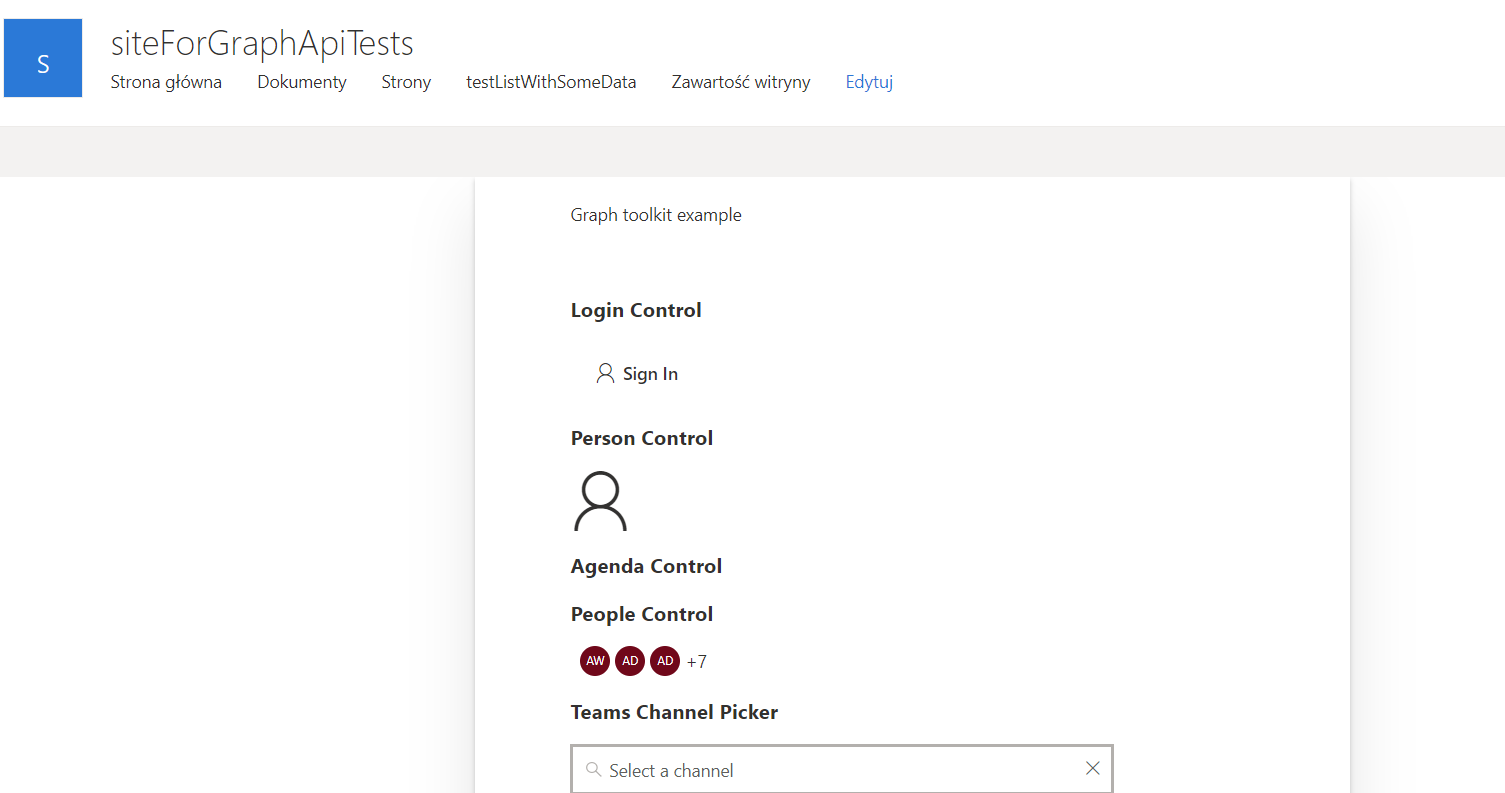 S
siteForGraphApiTests
Strona główna Dokumenty Strony testListWithSomeData Zawartość witryny Edytuj
Graph toolkit example
Login Control
Sign In
Person Control
Agenda Control
People Control
AW AD AD +7
Teams Channel Picker
Select a channel